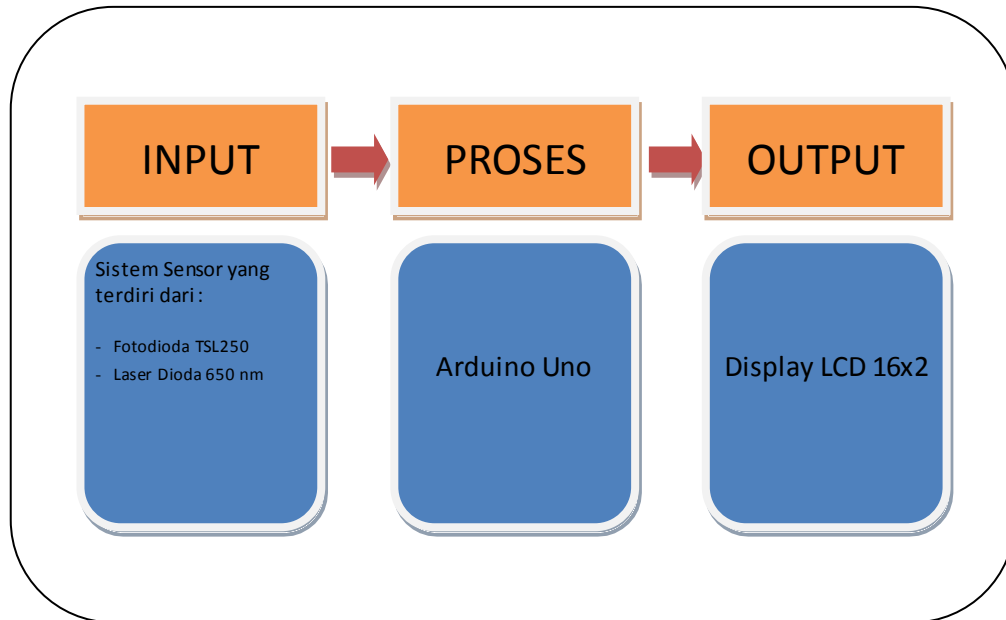 INPUT
PROSES
OUTPUT
Sistem Sensor yang
terdiri dari :
- Fotodioda TSL250
- Laser Dioda 650 nm
Arduino Uno
Display LCD 16x2